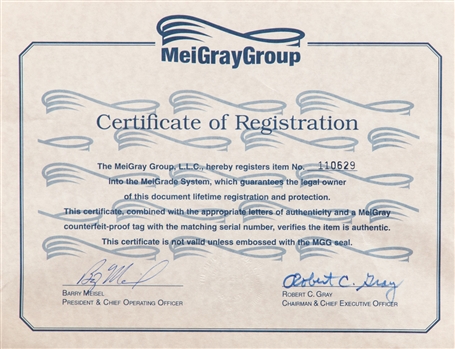 MeiGrayGroup
Certificate of Registration
The MeiGray Group, L.L.C., hereby registers item No. 110629
into the MeiGrade System, which guarantees the legal owner
of this document lifetime registration and protection.
This certificate, combined with the appropriate letters of authenticity and a MeiGray
counterfeit-proof tag with the matching serial number, verifies the item is authentic.
This certificate is not valid unless embossed with the MGG seal.
Robert C. Gray
BARRY MEISEL
ROBERT C. GRAY
PRESIDENT & CHIEF OPERATING OFFICER
CHAIRMAN & CHIEF EXECUTIVE OFFICER